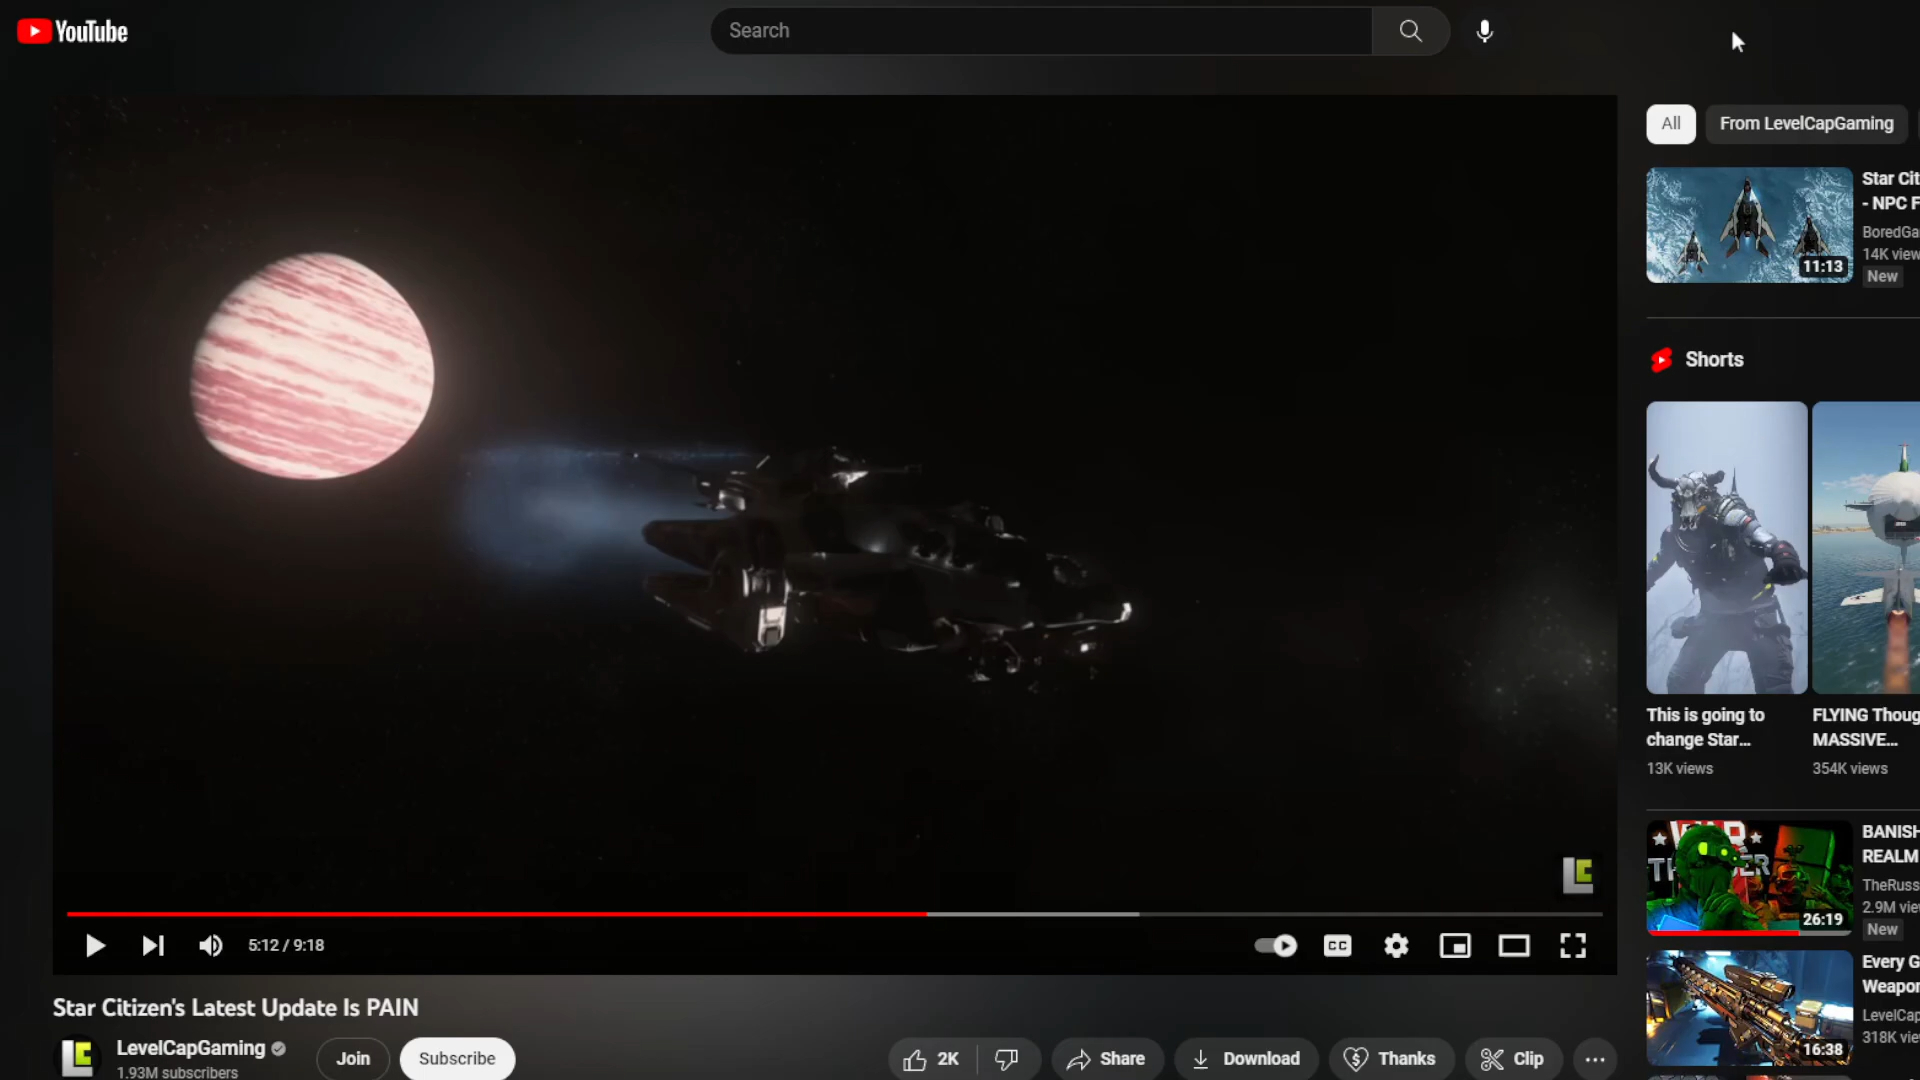 YouTube
Search
All
From LevelCapGaming
Star Cit
- NPC F
BoredGa
14K view
New
11:13
Shorts
This is going to
change Star...
13K views
FLYING Thoug
MASSIVE...
354K views
26:19
BANISH
REALM
TheRuss
2.9M vie
New
16:38
Every G
Weapon
LevelCap
318K vie
LC
5:12 / 9:18
CC
Star Citizen's Latest Update Is PAIN
LC
LevelCapGaming
1.93M subscribers
Join
Subscribe
2K
Share
Download
Thanks
Clip